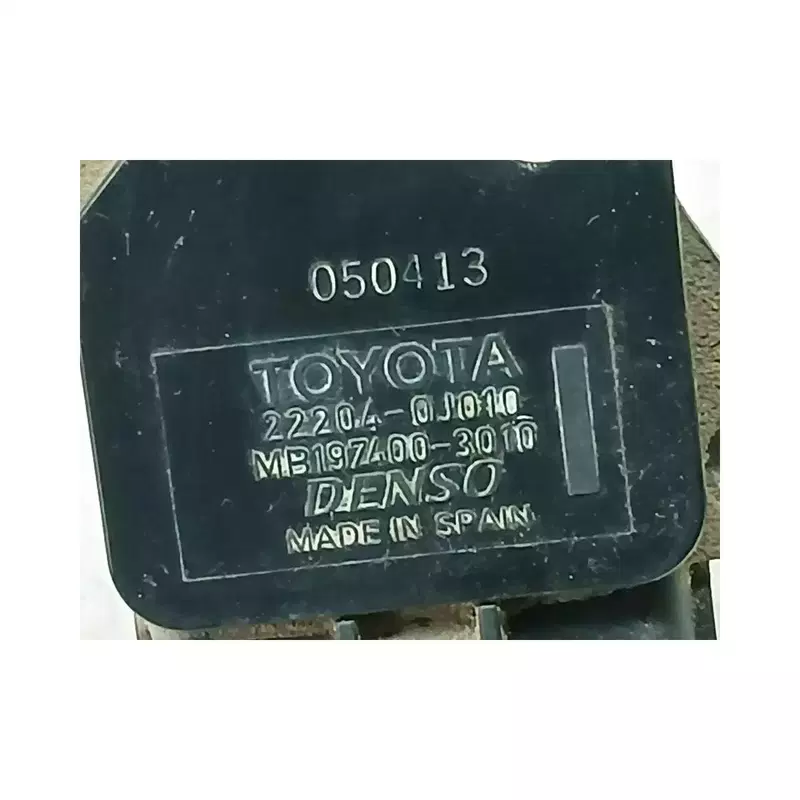 050413
TOYOTA
22204-0J010
MB197400-3010
DENSO
MADE IN SPAIN